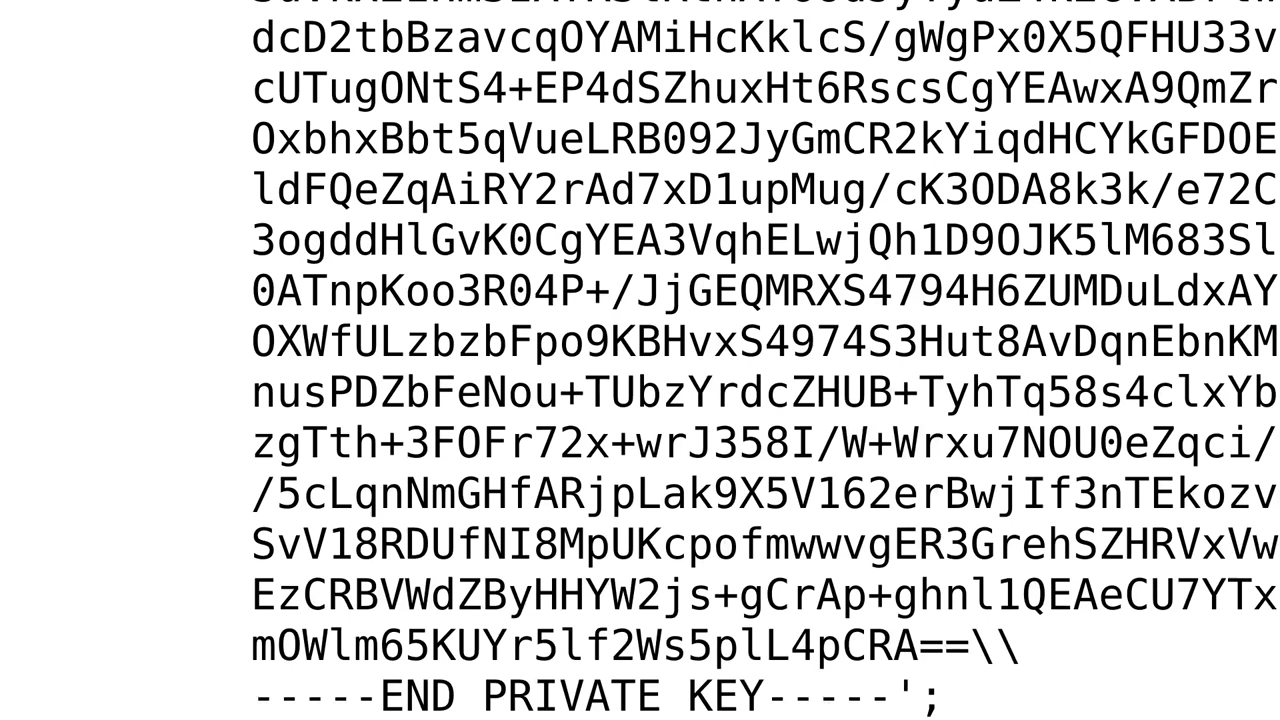 dcD2tbBzavcqOYAMiHcKklcS/gWgPx0X5QFHU33v
cUTugONtS4+EP4dSZhuxHt6RscsCgYEAwxA9QmZr
OxbhxBbt5qVueLRB092JyGmCR2kYiqdHCYkGFDOE
ldFQeZqAiRY2rAd7xD1upMug/cK3ODA8k3k/e72C
3ogddHlGvK0CgYEA3VqhELwjQh1D9OJK5lM683Sl
0ATnpKoo3R04P+/JjGEQMRXS4794H6ZUMDuLdxAY
OXWfULzbzbFpo9KBHvxS4974S3Hut8AvDqnEbnKM
nusPDZbFeNou+TUbzYrdcZHUB+TyhTq58s4clxYb
zgTth+3FOFr72x+wrJ358I/W+Wrxu7NOU0eZqci/
/5cLqnNmGHfARjpLak9X5V162erBwjIf3nTEkozv
SvV18RDUfNI8MpUKcpofmwwvgER3GrehSZHRVxVw
EzCRBVWdZByHHYW2js+gCrAp+ghnl1QEAeCU7YTx
mOWlm65KUYr5lf2Ws5plL4pCRA==\\
-----END PRIVATE KEY-----';